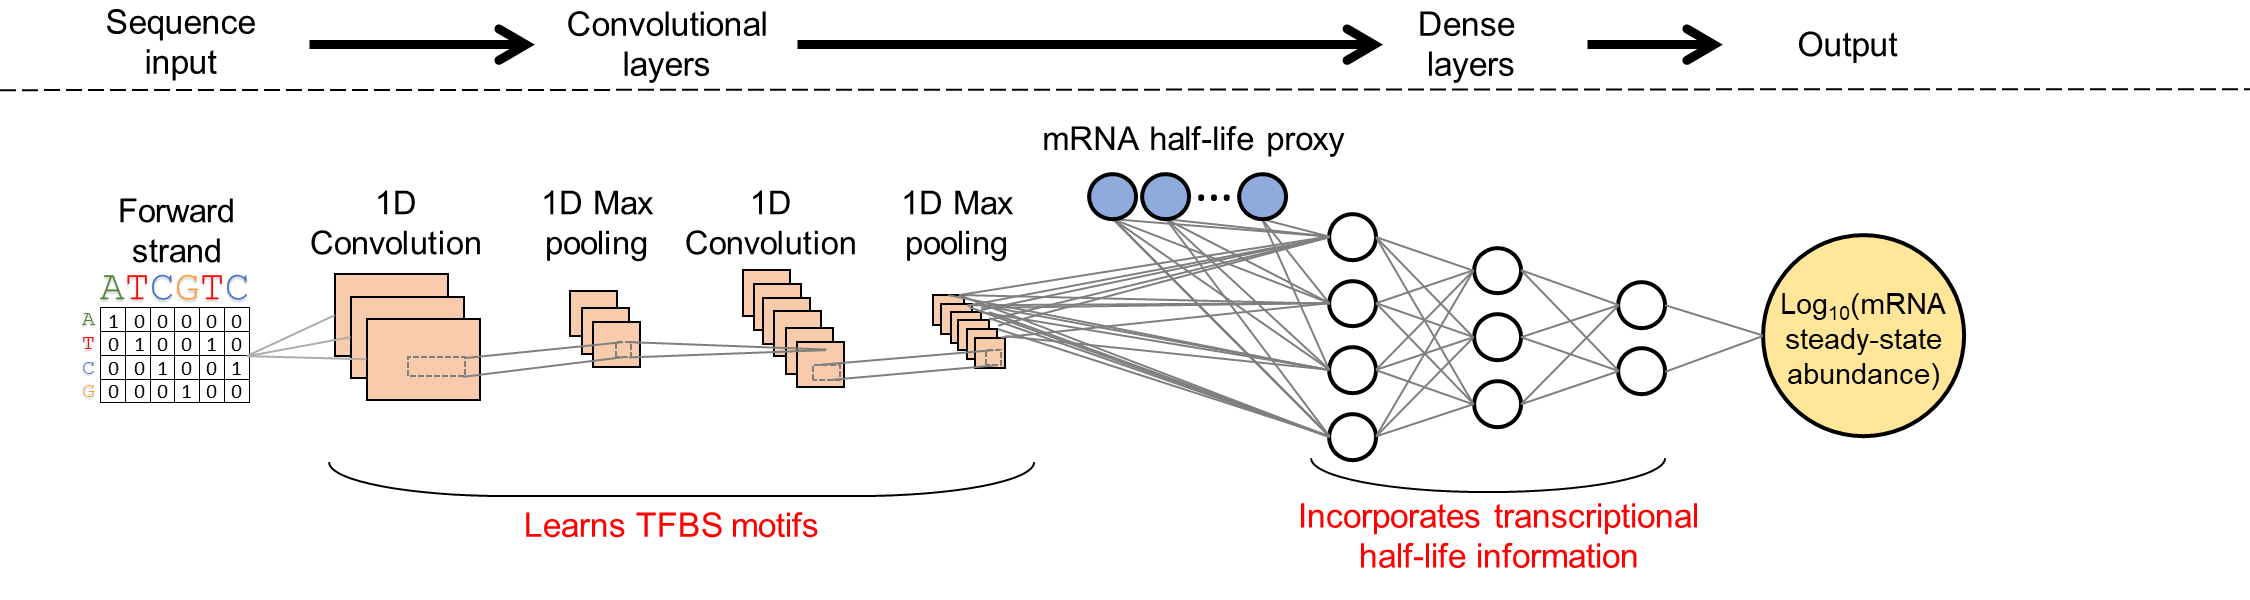 Sequence
input
Convolutional
layers
Dense
layers
Output
mRNA half-life proxy
...
Forward
strand
1D
Convolution
1D Max
pooling
1D
Convolution
1D Max
pooling
ATCGTC
A 1 0 0 0 0 0
T 0 1 0 0 1 0
C 0 0 1 0 0 1
G 0 0 0 1 0 0
Log10(mRNA
steady-state
abundance)
Learns TFBS motifs
Incorporates transcriptional
half-life information